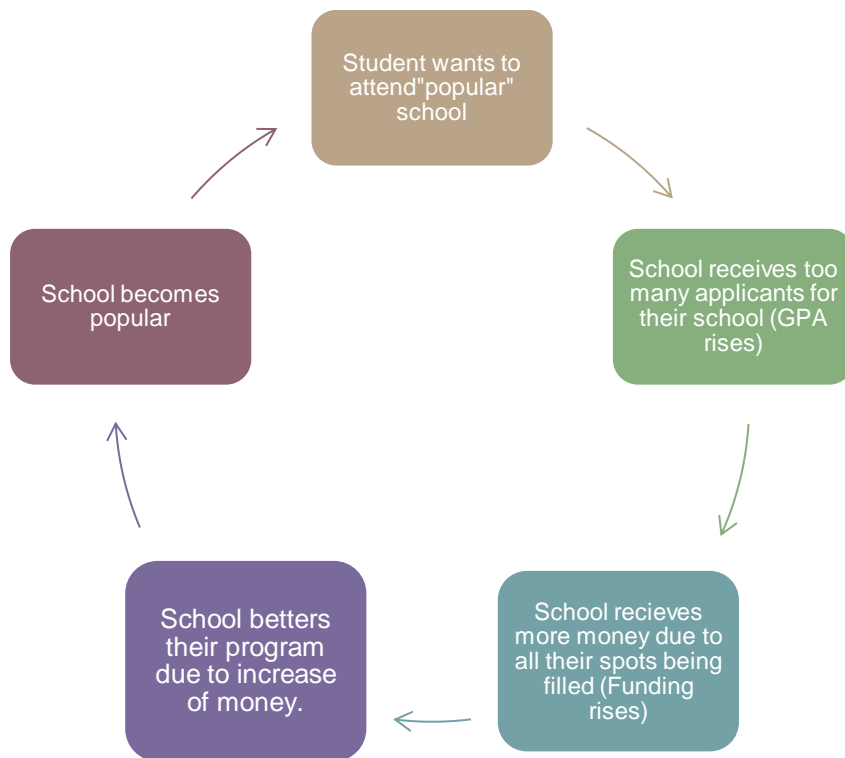 Student wants to
attend"popular"
school
School receives too
many applicants for
their school (GPA
rises)
School recieves
more money due to
all their spots being
filled (Funding
rises)
School betters
their program
due to increase
of money.
School becomes
popular